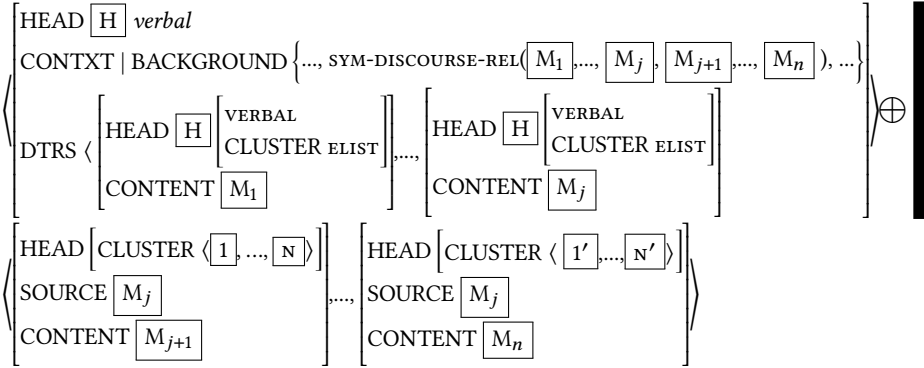 HEAD H verbal
CONTXT | BACKGROUND {..., SYM-DISCOURSE-REL( M₁ ,..., Mⱼ , Mⱼ₊₁ ,..., Mₙ ), ...}
DTRS ⟨ [HEAD H [VERBAL CLUSTER ELIST] CONTENT M₁ ],..., [HEAD H [VERBAL CLUSTER ELIST] CONTENT Mⱼ ] ⟩ ⊕
⟨ [HEAD [CLUSTER ⟨ 1 , ..., N ⟩] ,..., [HEAD [CLUSTER ⟨ 1′ ,..., N′ ⟩]
SOURCE Mⱼ SOURCE Mⱼ
CONTENT Mⱼ₊₁ ] CONTENT Mₙ ] ⟩